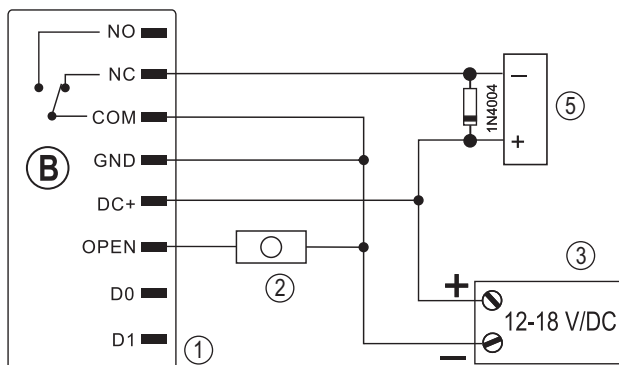 NO
NC
COM
GND
DC+
OPEN
D0
D1
B
1
2
1N4004
–
+
5
3
+
–
12-18 V/DC